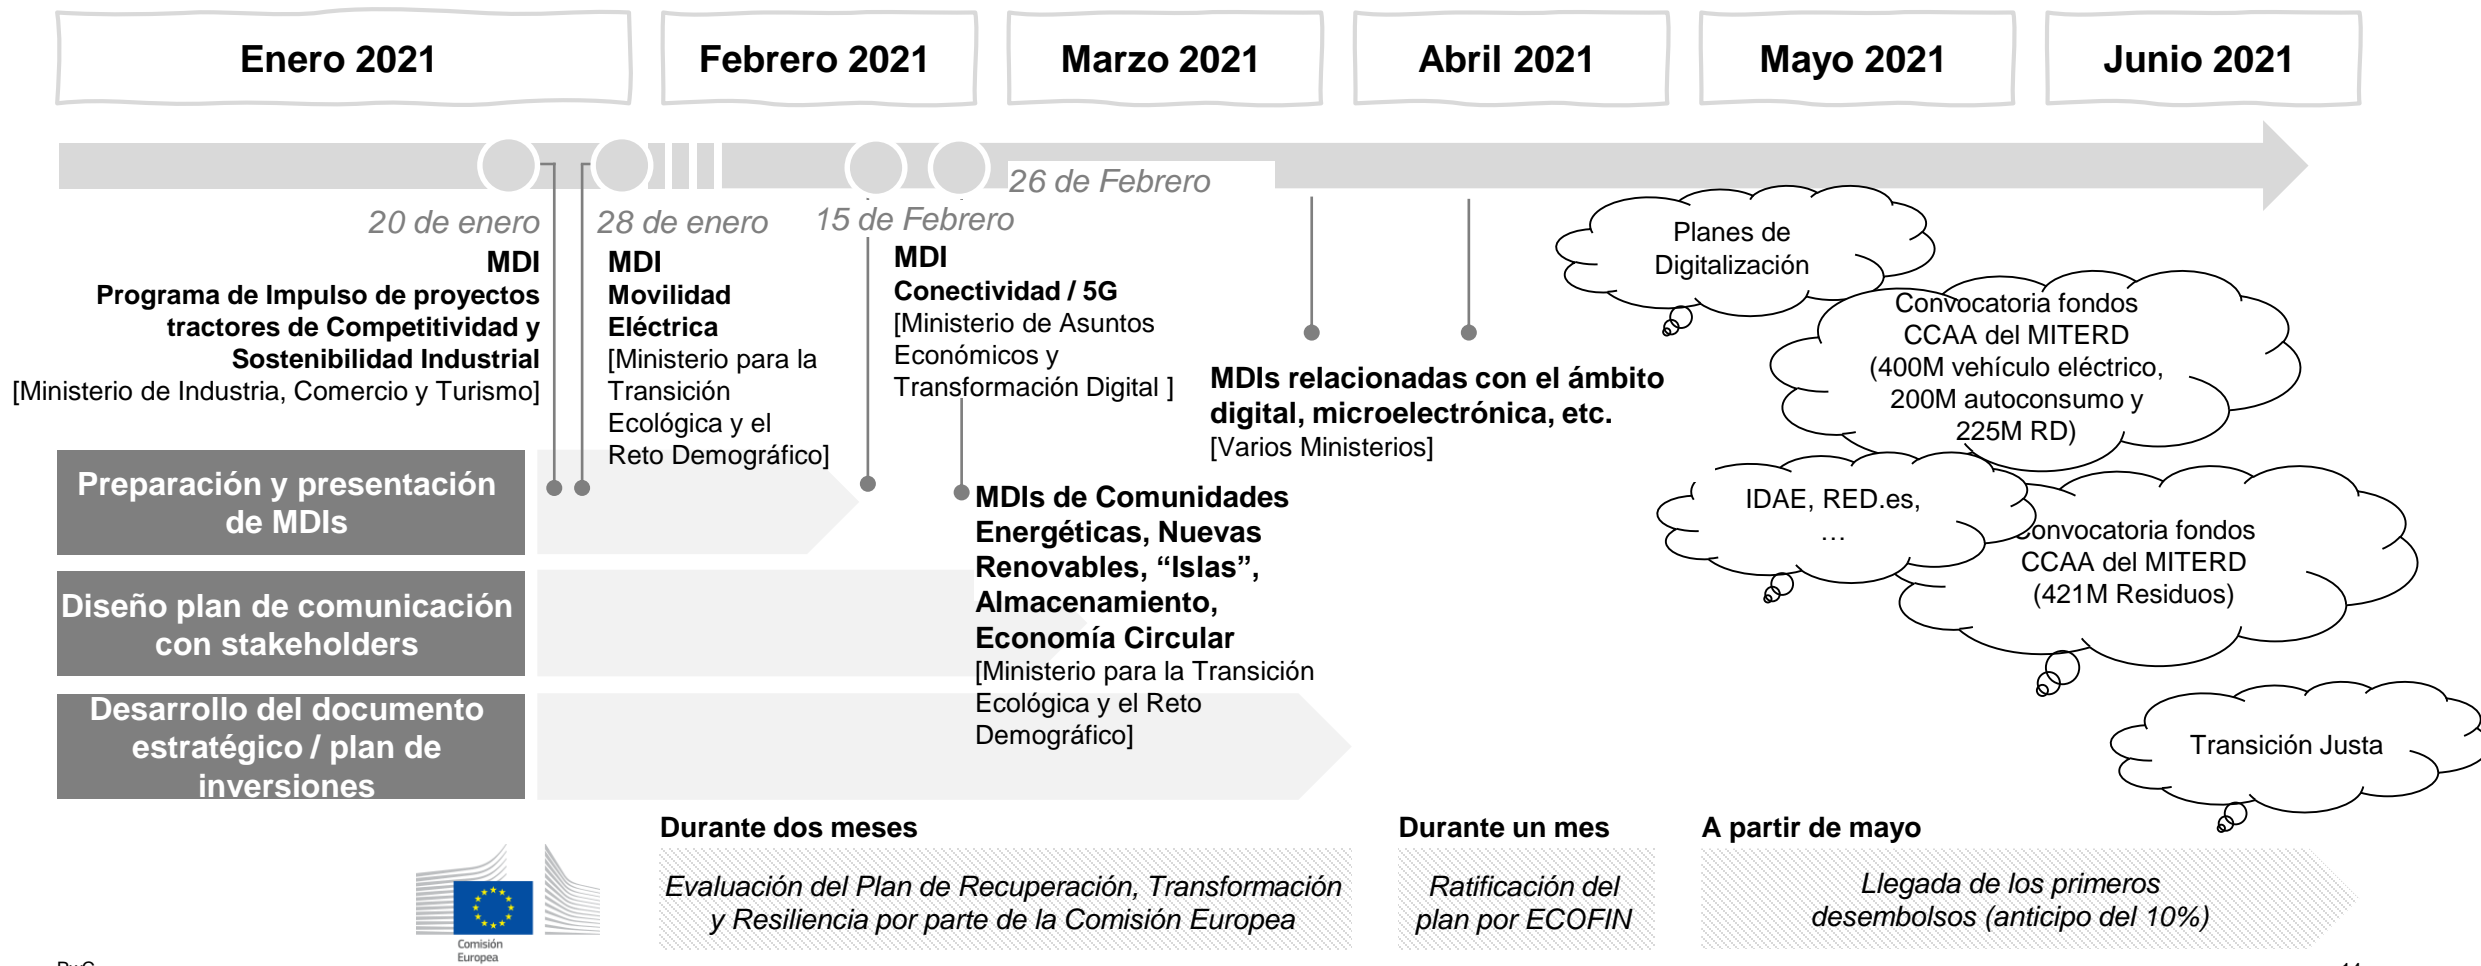 Enero 2021
Febrero 2021
Marzo 2021
Abril 2021
Mayo 2021
Junio 2021
20 de enero
28 de enero
15 de Febrero
26 de Febrero
MDI
Programa de Impulso de proyectos
tractores de Competitividad y
Sostenibilidad Industrial
[Ministerio de Industria, Comercio y Turismo]
MDI
Movilidad
Eléctrica
[Ministerio para la
Transición
Ecológica y el
Reto Demográfico]
MDI
Conectividad / 5G
[Ministerio de Asuntos
Económicos y
Transformación Digital ]
MDIs relacionadas con el ámbito
digital, microelectrónica, etc.
[Varios Ministerios]
Planes de
Digitalización
Convocatoria fondos
CCAA del MITERD
(400M vehículo eléctrico,
200M autoconsumo y
225M RD)
IDAE, RED.es,
…
Convocatoria fondos
CCAA del MITERD
(421M Residuos)
Transición Justa
Preparación y presentación
de MDIs
MDIs de Comunidades
Energéticas, Nuevas
Renovables, “Islas”,
Almacenamiento,
Economía Circular
[Ministerio para la Transición
Ecológica y el Reto
Demográfico]
Diseño plan de comunicación
con stakeholders
Desarrollo del documento
estratégico / plan de
inversiones
Durante dos meses
Evaluación del Plan de Recuperación, Transformación
y Resiliencia por parte de la Comisión Europea
Durante un mes
Ratificación del
plan por ECOFIN
A partir de mayo
Llegada de los primeros
desembolsos (anticipo del 10%)
Comisión
Europea